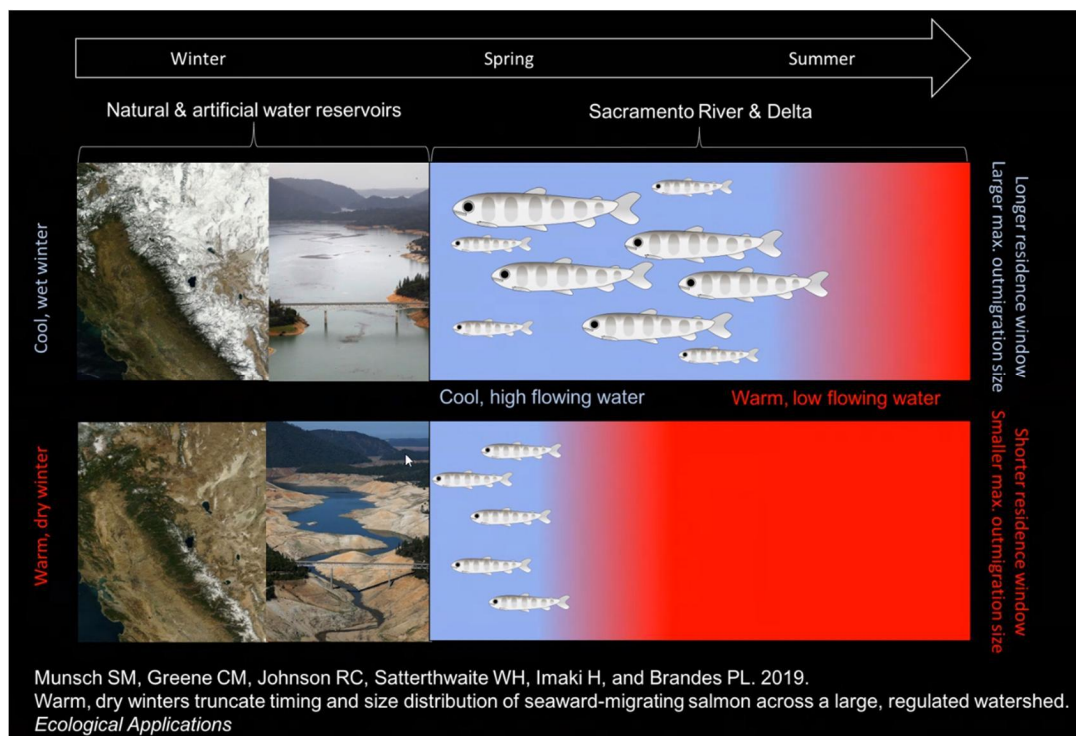 Winter
Spring
Summer
Natural & artificial water reservoirs
Sacramento River & Delta
Cool, wet winter
Longer residence window
Larger max. outmigration size
Cool, high flowing water
Warm, low flowing water
Warm, dry winter
Shorter residence window
Smaller max. outmigration size
Munsch SM, Greene CM, Johnson RC, Satterthwaite WH, Imaki H, and Brandes PL. 2019.
Warm, dry winters truncate timing and size distribution of seaward-migrating salmon across a large, regulated watershed.
Ecological Applications